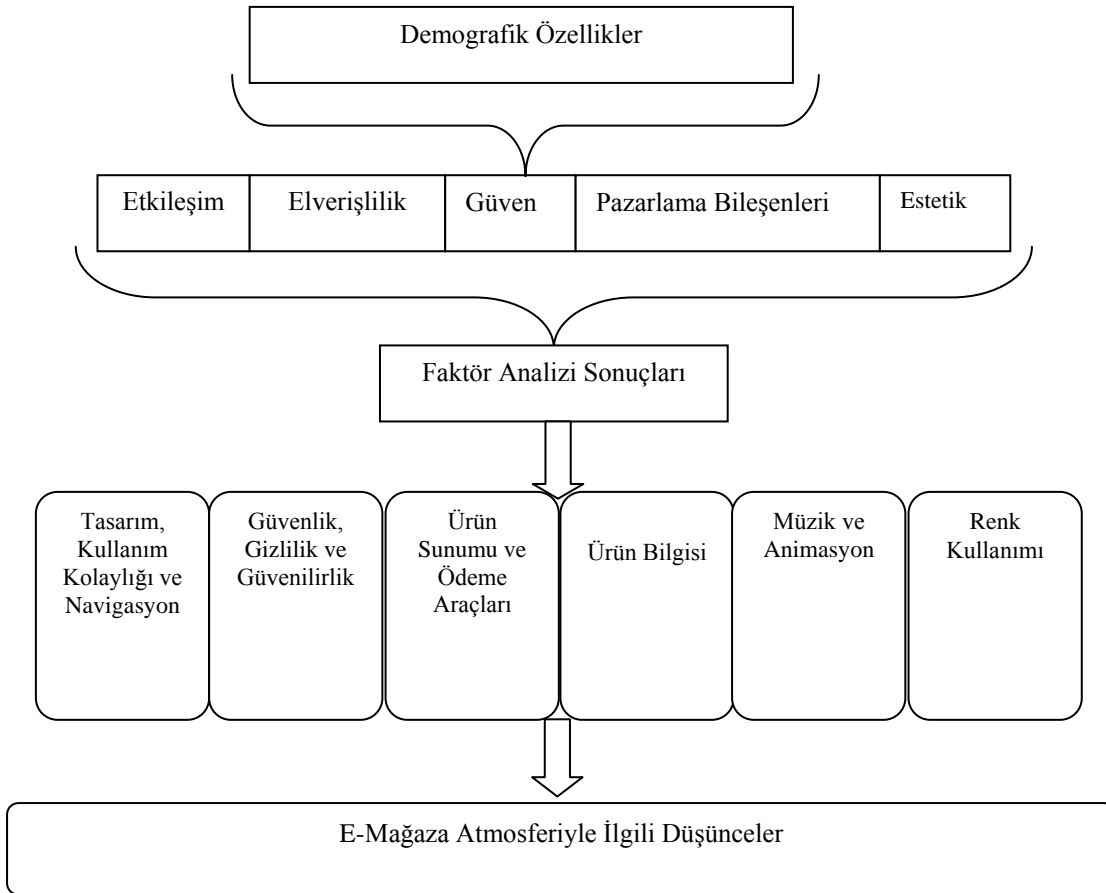 Demografik Özellikler
Etkileşim
Elverişlilik
Güven
Pazarlama Bileşenleri
Estetik
Faktör Analizi Sonuçları
Tasarım,
Kullanım
Kolaylığı ve
Navigasyon
Güvenlik,
Gizlilik ve
Güvenilirlik
Ürün
Sunumu ve
Ödeme
Araçları
Ürün Bilgisi
Müzik ve
Animasyon
Renk
Kullanımı
E-Mağaza Atmosferiyle İlgili Düşünceler